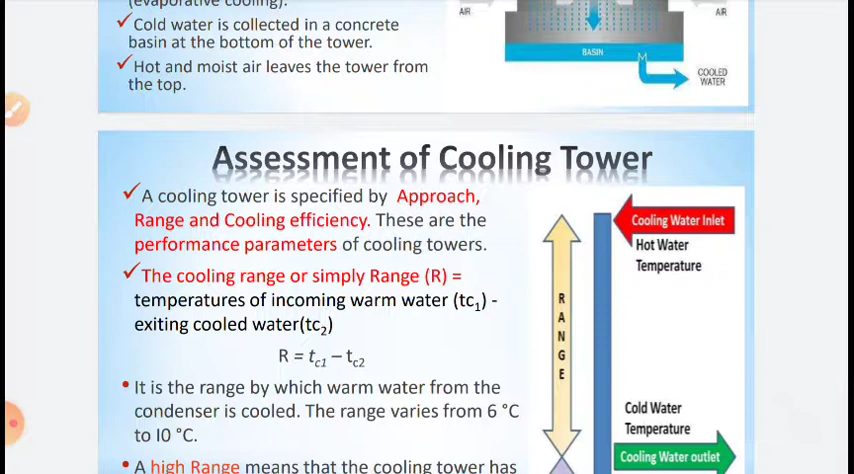 (evaporative cooling).
✓Cold water is collected in a concrete
basin at the bottom of the tower.
✓Hot and moist air leaves the tower from
the top.
AIR
AIR
BASIN
M
COOLED
WATER
Assessment of Cooling Tower
✓A cooling tower is specified by Approach,
Range and Cooling efficiency. These are the
performance parameters of cooling towers.
✓The cooling range or simply Range (R) =
temperatures of incoming warm water (tc₁) -
exiting cooled water(tc₂)
R = t_c1 – t_c2
• It is the range by which warm water from the
condenser is cooled. The range varies from 6 °C
to 10 °C.
• A high Range means that the cooling tower has
Cooling Water Inlet
Hot Water
Temperature
R
A
N
G
E
Cold Water
Temperature
Cooling Water outlet